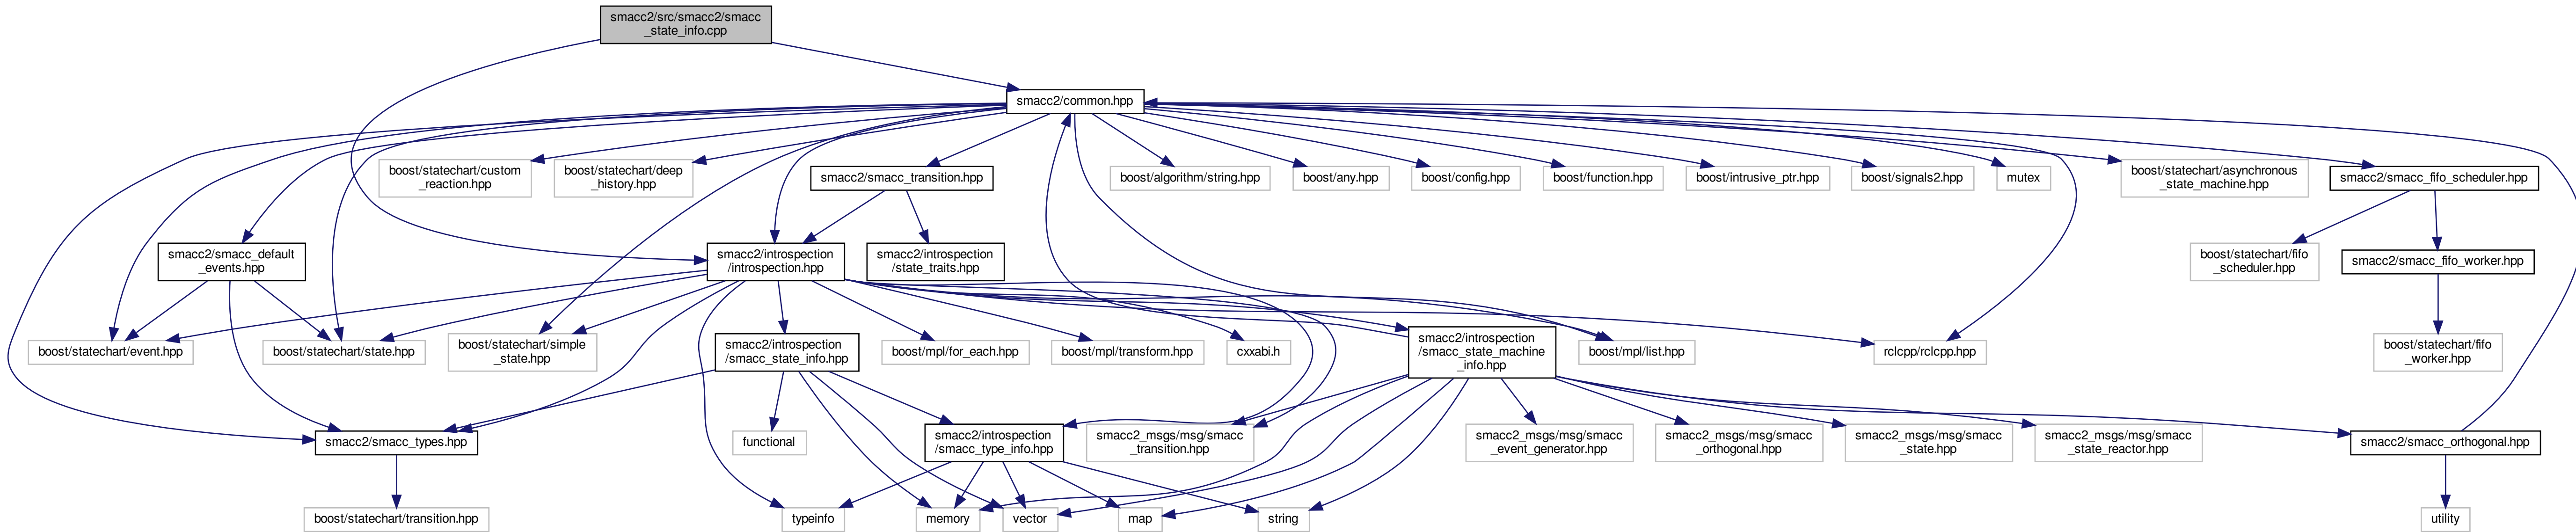 smacc2/src/smacc2/smacc
_state_info.cpp
smacc2/common.hpp
boost/statechart/custom
_reaction.hpp
boost/statechart/deep
_history.hpp
smacc2/smacc_transition.hpp
boost/algorithm/string.hpp
boost/any.hpp
boost/config.hpp
boost/function.hpp
boost/intrusive_ptr.hpp
boost/signals2.hpp
mutex
boost/statechart/asynchronous
_state_machine.hpp
smacc2/smacc_fifo_scheduler.hpp
smacc2/smacc_default
_events.hpp
smacc2/introspection
/introspection.hpp
smacc2/introspection
/state_traits.hpp
boost/statechart/fifo
_scheduler.hpp
smacc2/smacc_fifo_worker.hpp
boost/statechart/event.hpp
boost/statechart/state.hpp
boost/statechart/simple
_state.hpp
smacc2/introspection
/smacc_state_info.hpp
boost/mpl/for_each.hpp
boost/mpl/transform.hpp
cxxabi.h
smacc2/introspection
/smacc_state_machine
_info.hpp
boost/mpl/list.hpp
rclcpp/rclcpp.hpp
boost/statechart/fifo
_worker.hpp
smacc2/smacc_types.hpp
functional
smacc2/introspection
/smacc_type_info.hpp
smacc2_msgs/msg/smacc
_transition.hpp
smacc2_msgs/msg/smacc
_event_generator.hpp
smacc2_msgs/msg/smacc
_orthogonal.hpp
smacc2_msgs/msg/smacc
_state.hpp
smacc2_msgs/msg/smacc
_state_reactor.hpp
smacc2/smacc_orthogonal.hpp
boost/statechart/transition.hpp
typeinfo
memory
vector
map
string
utility